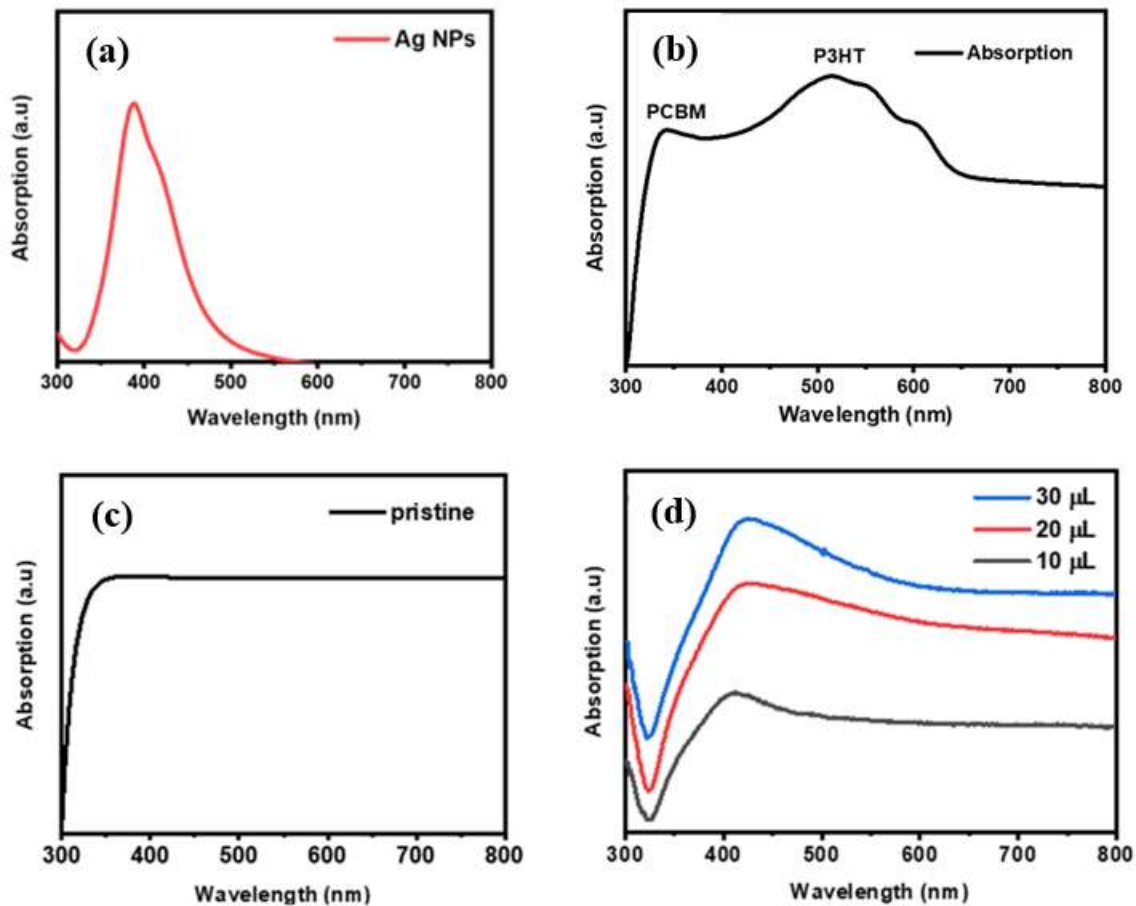 (a)
Ag NPs
Absorption (a.u)
300 400 500 600 700 800
Wavelength (nm)
(b)
P3HT
Absorption
PCBM
Absorption (a.u)
300 400 500 600 700 800
Wavelength (nm)
(c)
pristine
Absorption (a.u)
300 400 500 600 700 800
Wavelength (nm)
(d)
30 μL
20 μL
10 μL
Absorption (a.u)
300 400 500 600 700 800
Wavelength (nm)